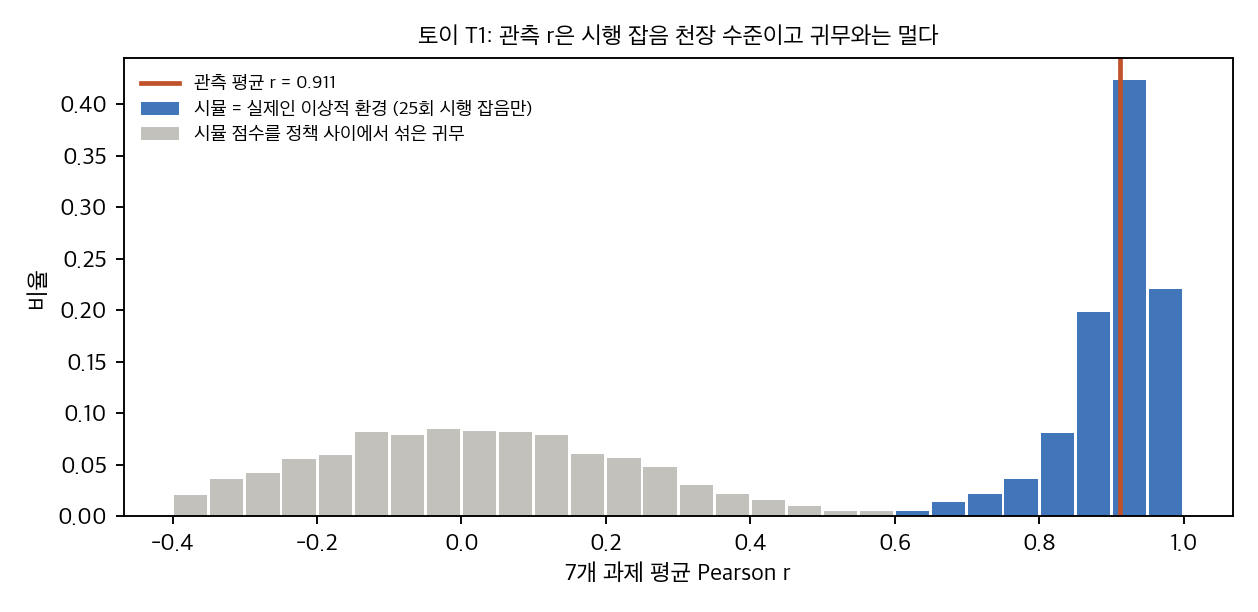 토이 T1: 관측 r은 시행 잡음 천장 수준이고 귀무와는 멀다
관측 평균 r = 0.911
시뮬 = 실제인 이상적 환경 (25회 시행 잡음만)
시뮬 점수를 정책 사이에서 섞은 귀무
비율
0.40
0.35
0.30
0.25
0.20
0.15
0.10
0.05
0.00
-0.4 -0.2 0.0 0.2 0.4 0.6 0.8 1.0
7개 과제 평균 Pearson r